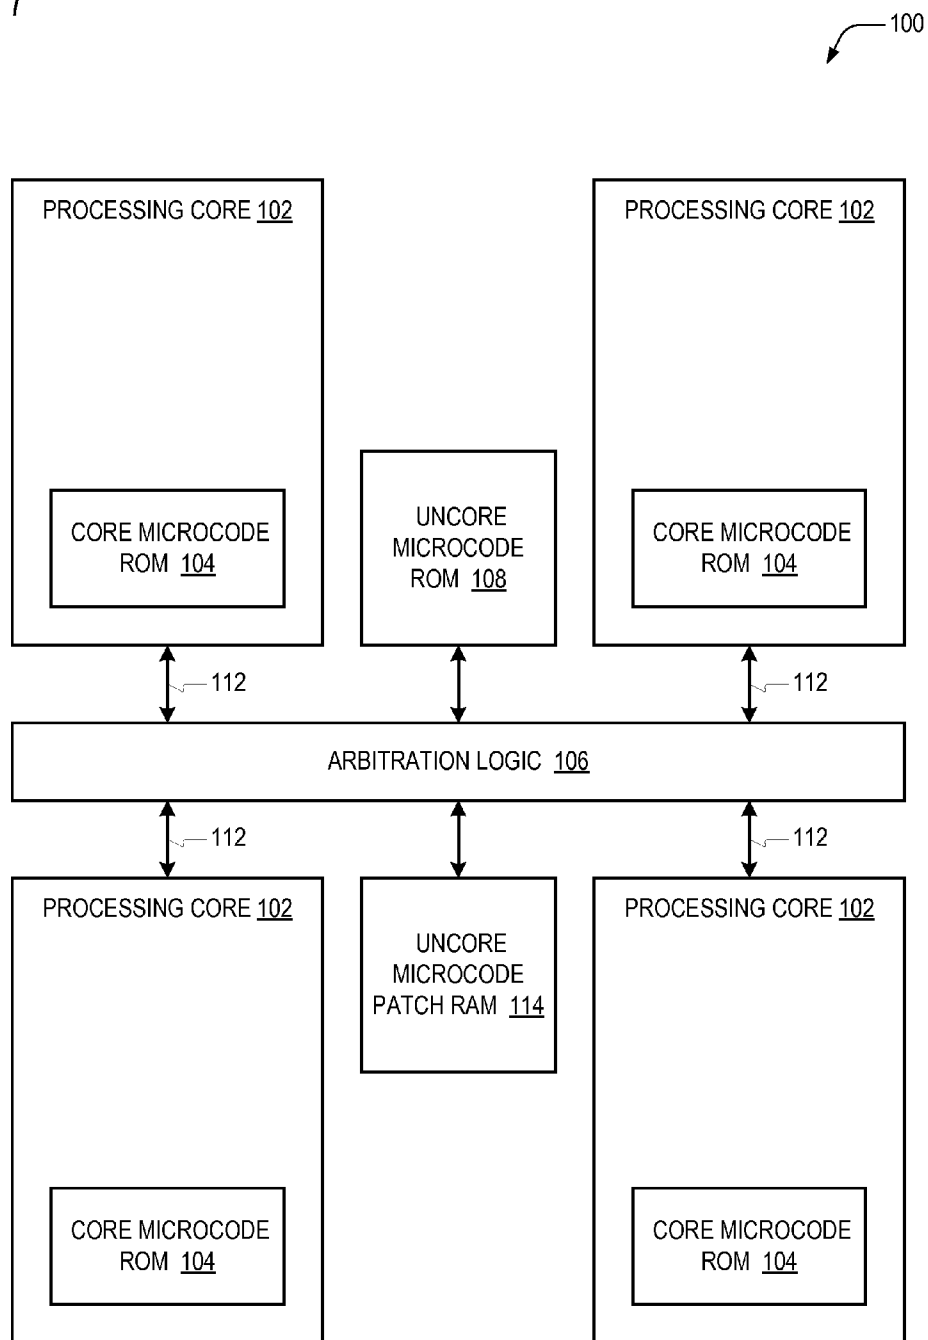 100
PROCESSING CORE 102
PROCESSING CORE 102
CORE MICROCODE
ROM 104
UNCORE
MICROCODE
ROM 108
CORE MICROCODE
ROM 104
112
112
ARBITRATION LOGIC 106
112
112
PROCESSING CORE 102
UNCORE
MICROCODE
PATCH RAM 114
PROCESSING CORE 102
CORE MICROCODE
ROM 104
CORE MICROCODE
ROM 104